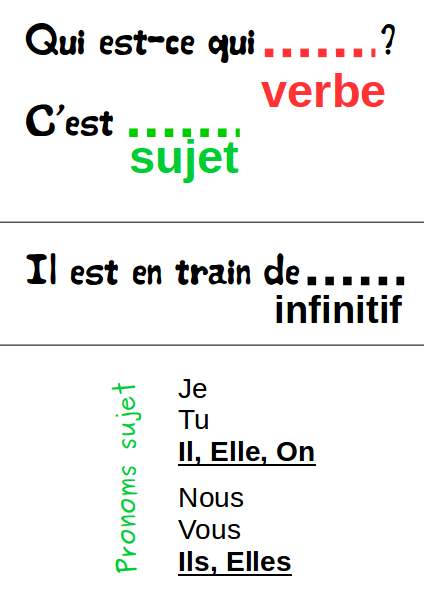 Qui est-ce qui .......?
verbe
C'est .......
sujet
Il est en train de......
infinitif
Pronoms sujet
Je
Tu
Il, Elle, On
Nous
Vous
Ils, Elles